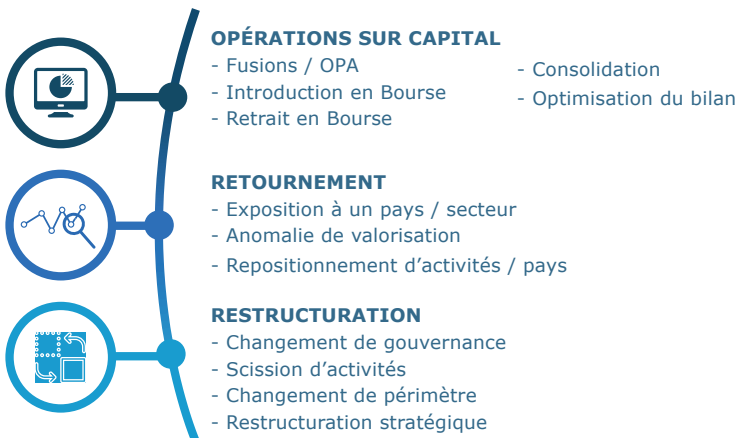 OPÉRATIONS SUR CAPITAL
- Fusions / OPA
- Introduction en Bourse
- Retrait en Bourse
- Consolidation
- Optimisation du bilan
RETOURNEMENT
- Exposition à un pays / secteur
- Anomalie de valorisation
- Repositionnement d’activités / pays
RESTRUCTURATION
- Changement de gouvernance
- Scission d’activités
- Changement de périmètre
- Restructuration stratégique